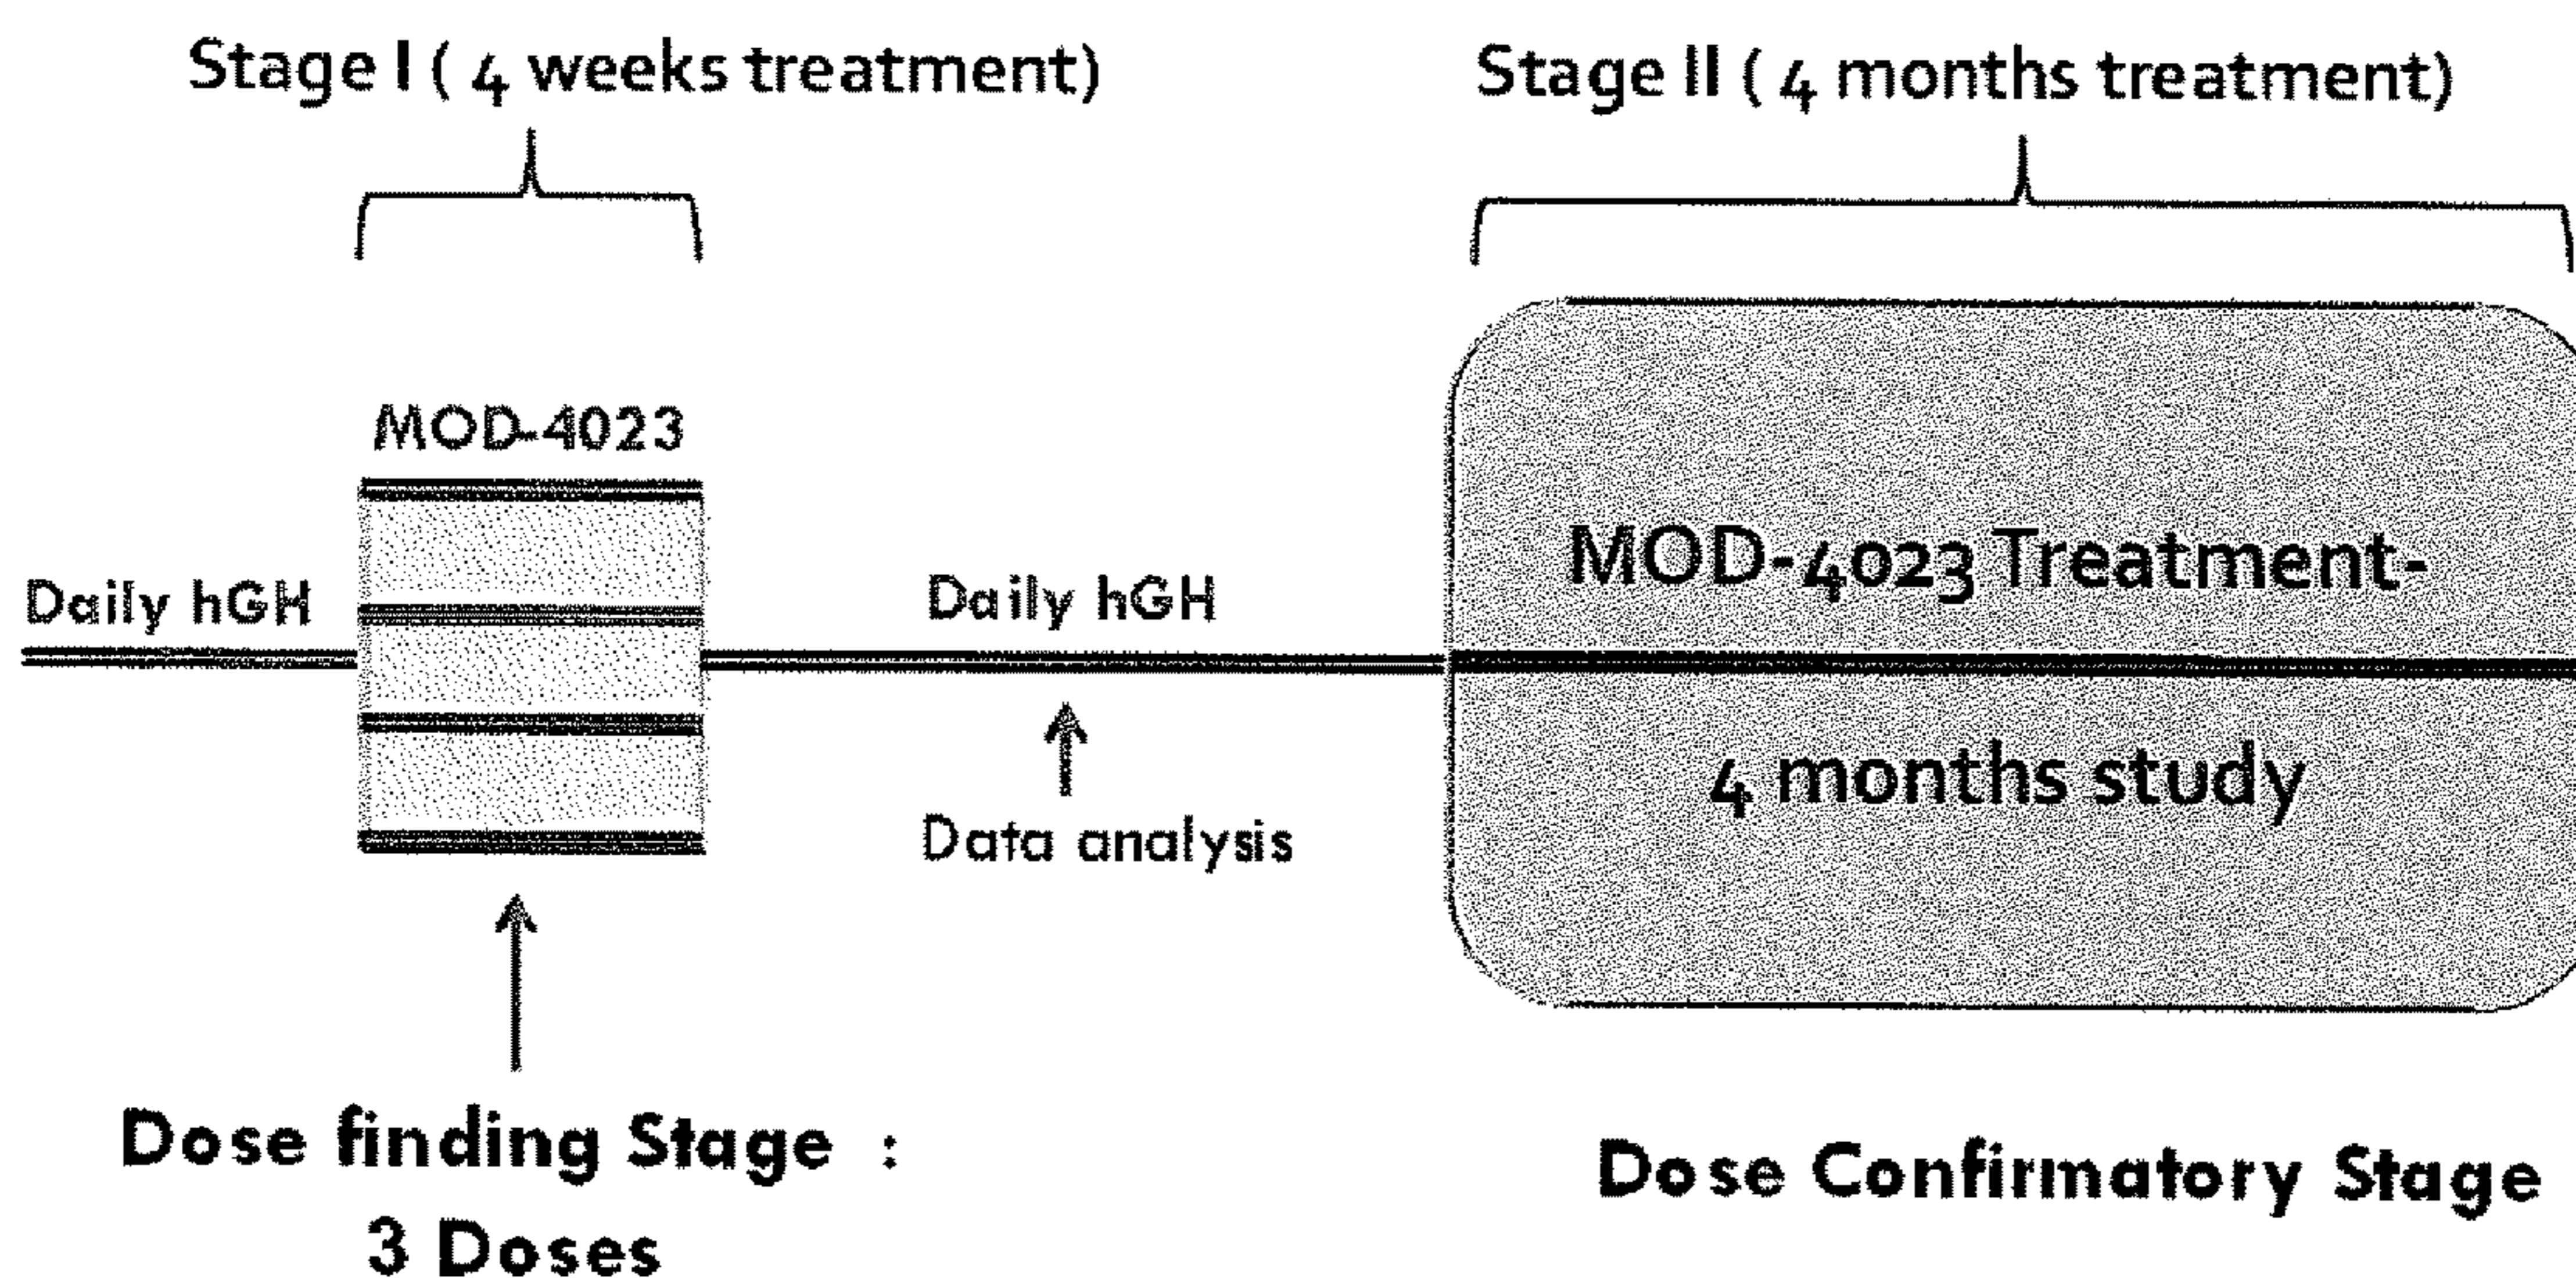 Stage I ( 4 weeks treatment)
Stage II ( 4 months treatment)
MOD-4023
Daily hGH
Daily hGH
Data analysis
MOD-4023 Treatment-
4 months study
Dose finding Stage :
3 Doses
Dose Confirmatory Stage